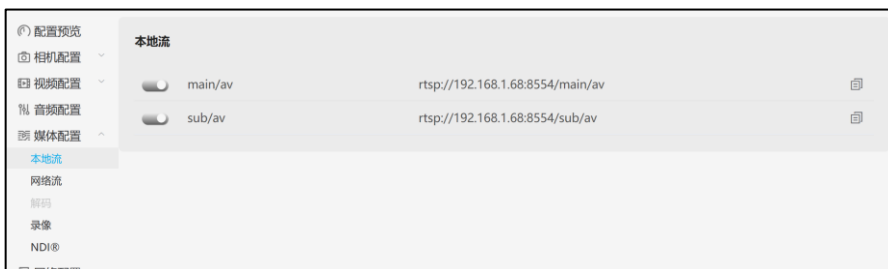 配置预览
相机配置
视频配置
音频配置
媒体配置
本地流
网络流
解码
录像
NDI®
本地流
main/av rtsp://192.168.1.68:8554/main/av
sub/av rtsp://192.168.1.68:8554/sub/av